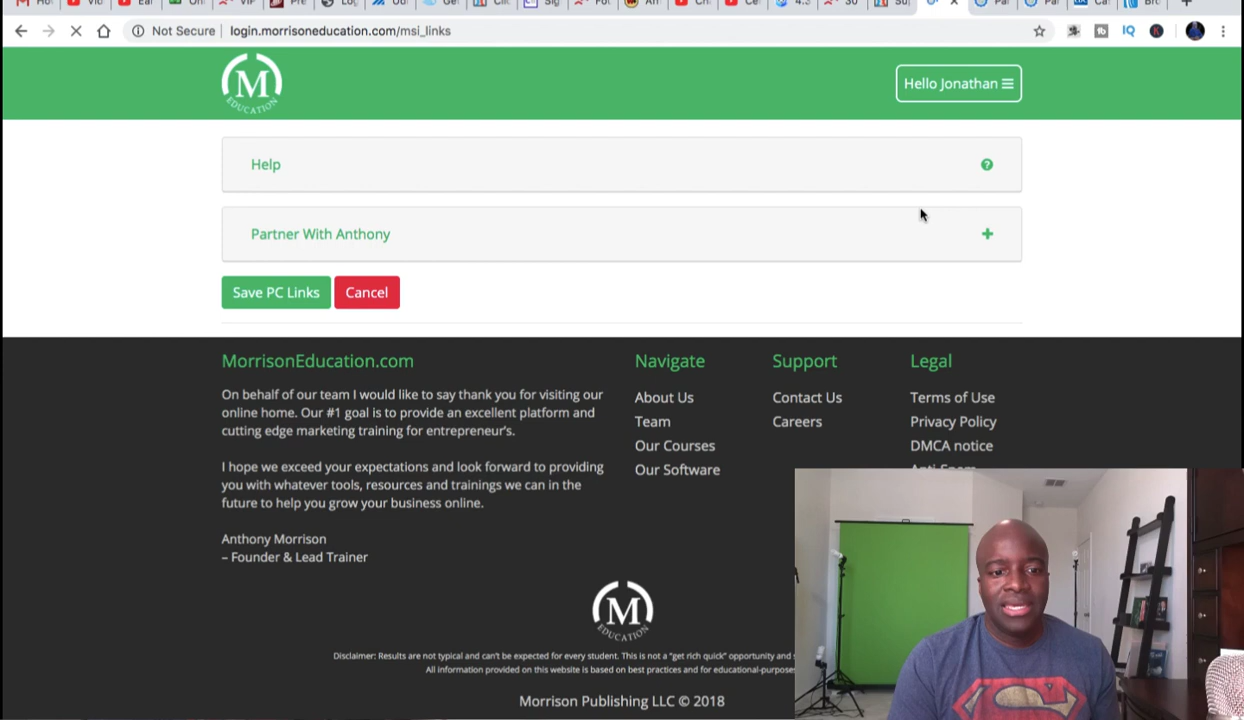 Not Secure login.morrisoneducation.com/msi_links
IQ
M
EDUCATION
Hello Jonathan
Help
Partner With Anthony
Save PC Links
Cancel
MorrisonEducation.com
On behalf of our team I would like to say thank you for visiting our
online home. Our #1 goal is to provide an excellent platform and
cutting edge marketing training for entrepreneur's.
I hope we exceed your expectations and look forward to providing
you with whatever tools, resources and trainings we can in the
future to help you grow your business online.
Anthony Morrison
– Founder & Lead Trainer
Navigate
About Us
Team
Our Courses
Our Software
Support
Contact Us
Careers
Legal
Terms of Use
Privacy Policy
DMCA notice
M
EDUCATION
Disclaimer: Results are not typical and can't be expected for every student. This is not a "get rich quick" opportunity and
All information provided on this website is based on best practices and for educational-purposes
Morrison Publishing LLC © 2018